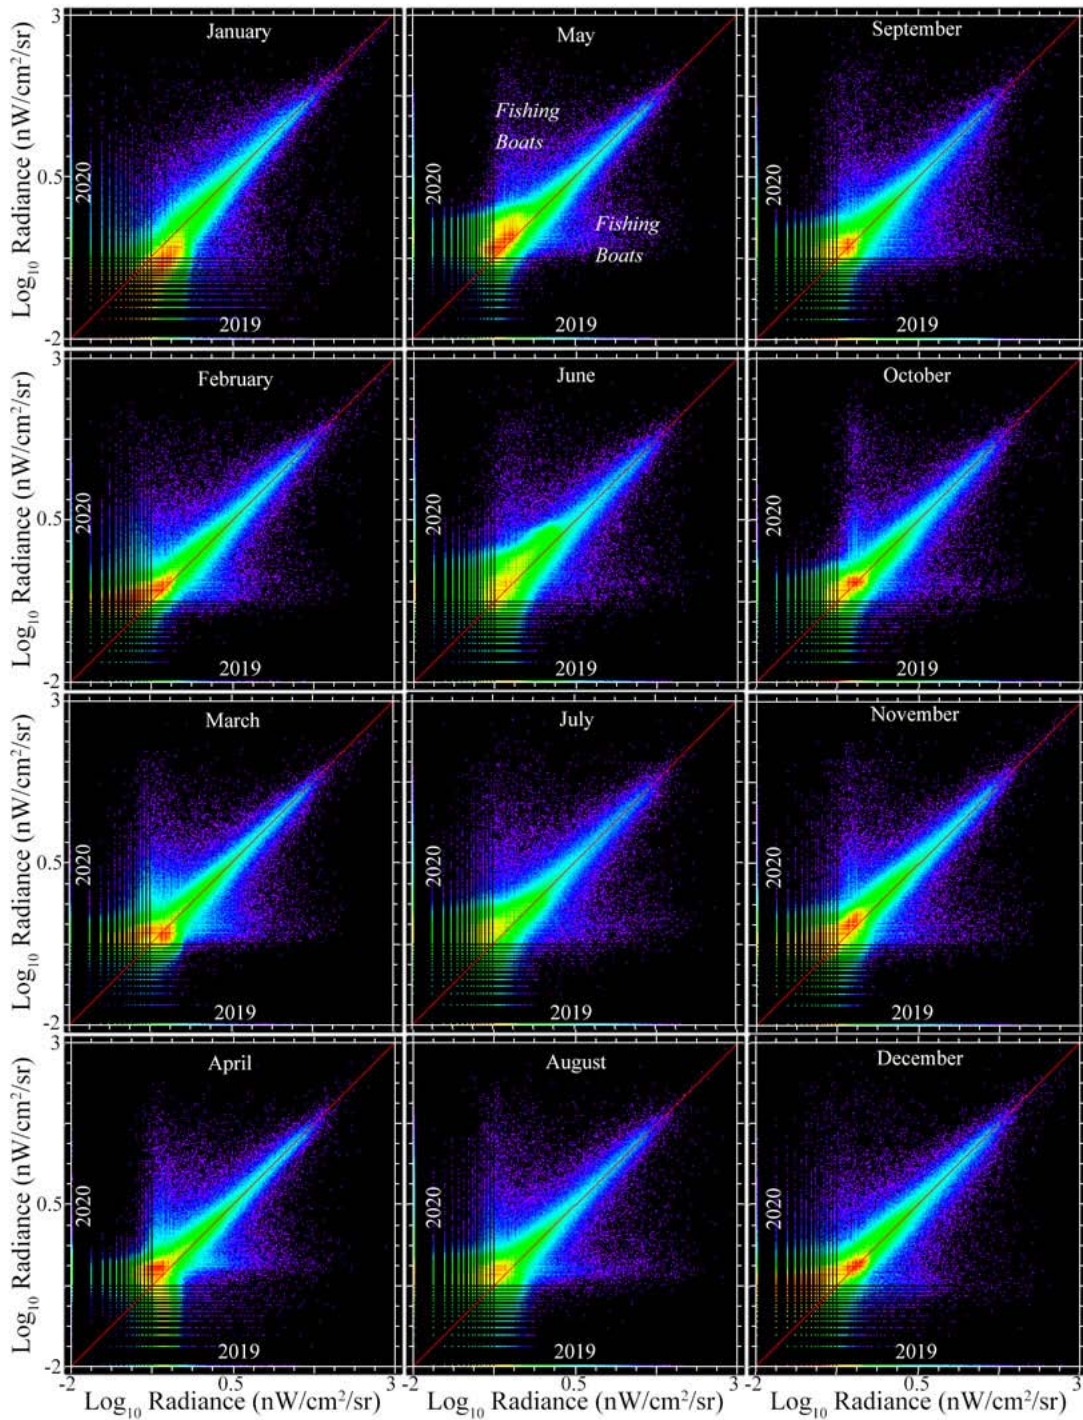 3
January
May
September
Log10 Radiance (nW/cm2/sr)
0.5
2020
2020
2020
Fishing
Boats
Fishing
Boats
-2
2019
2019
2019
3
February
June
October
Log10 Radiance (nW/cm2/sr)
0.5
2020
2020
2020
-2
2019
2019
2019
3
March
July
November
Log10 Radiance (nW/cm2/sr)
0.5
2020
2020
2020
-2
2019
2019
2019
3
April
August
December
Log10 Radiance (nW/cm2/sr)
0.5
2020
2020
2020
-2
2019
2019
2019
-2 0.5 3
0.5 3
0.5 3
Log10 Radiance (nW/cm2/sr)
Log10 Radiance (nW/cm2/sr)
Log10 Radiance (nW/cm2/sr)